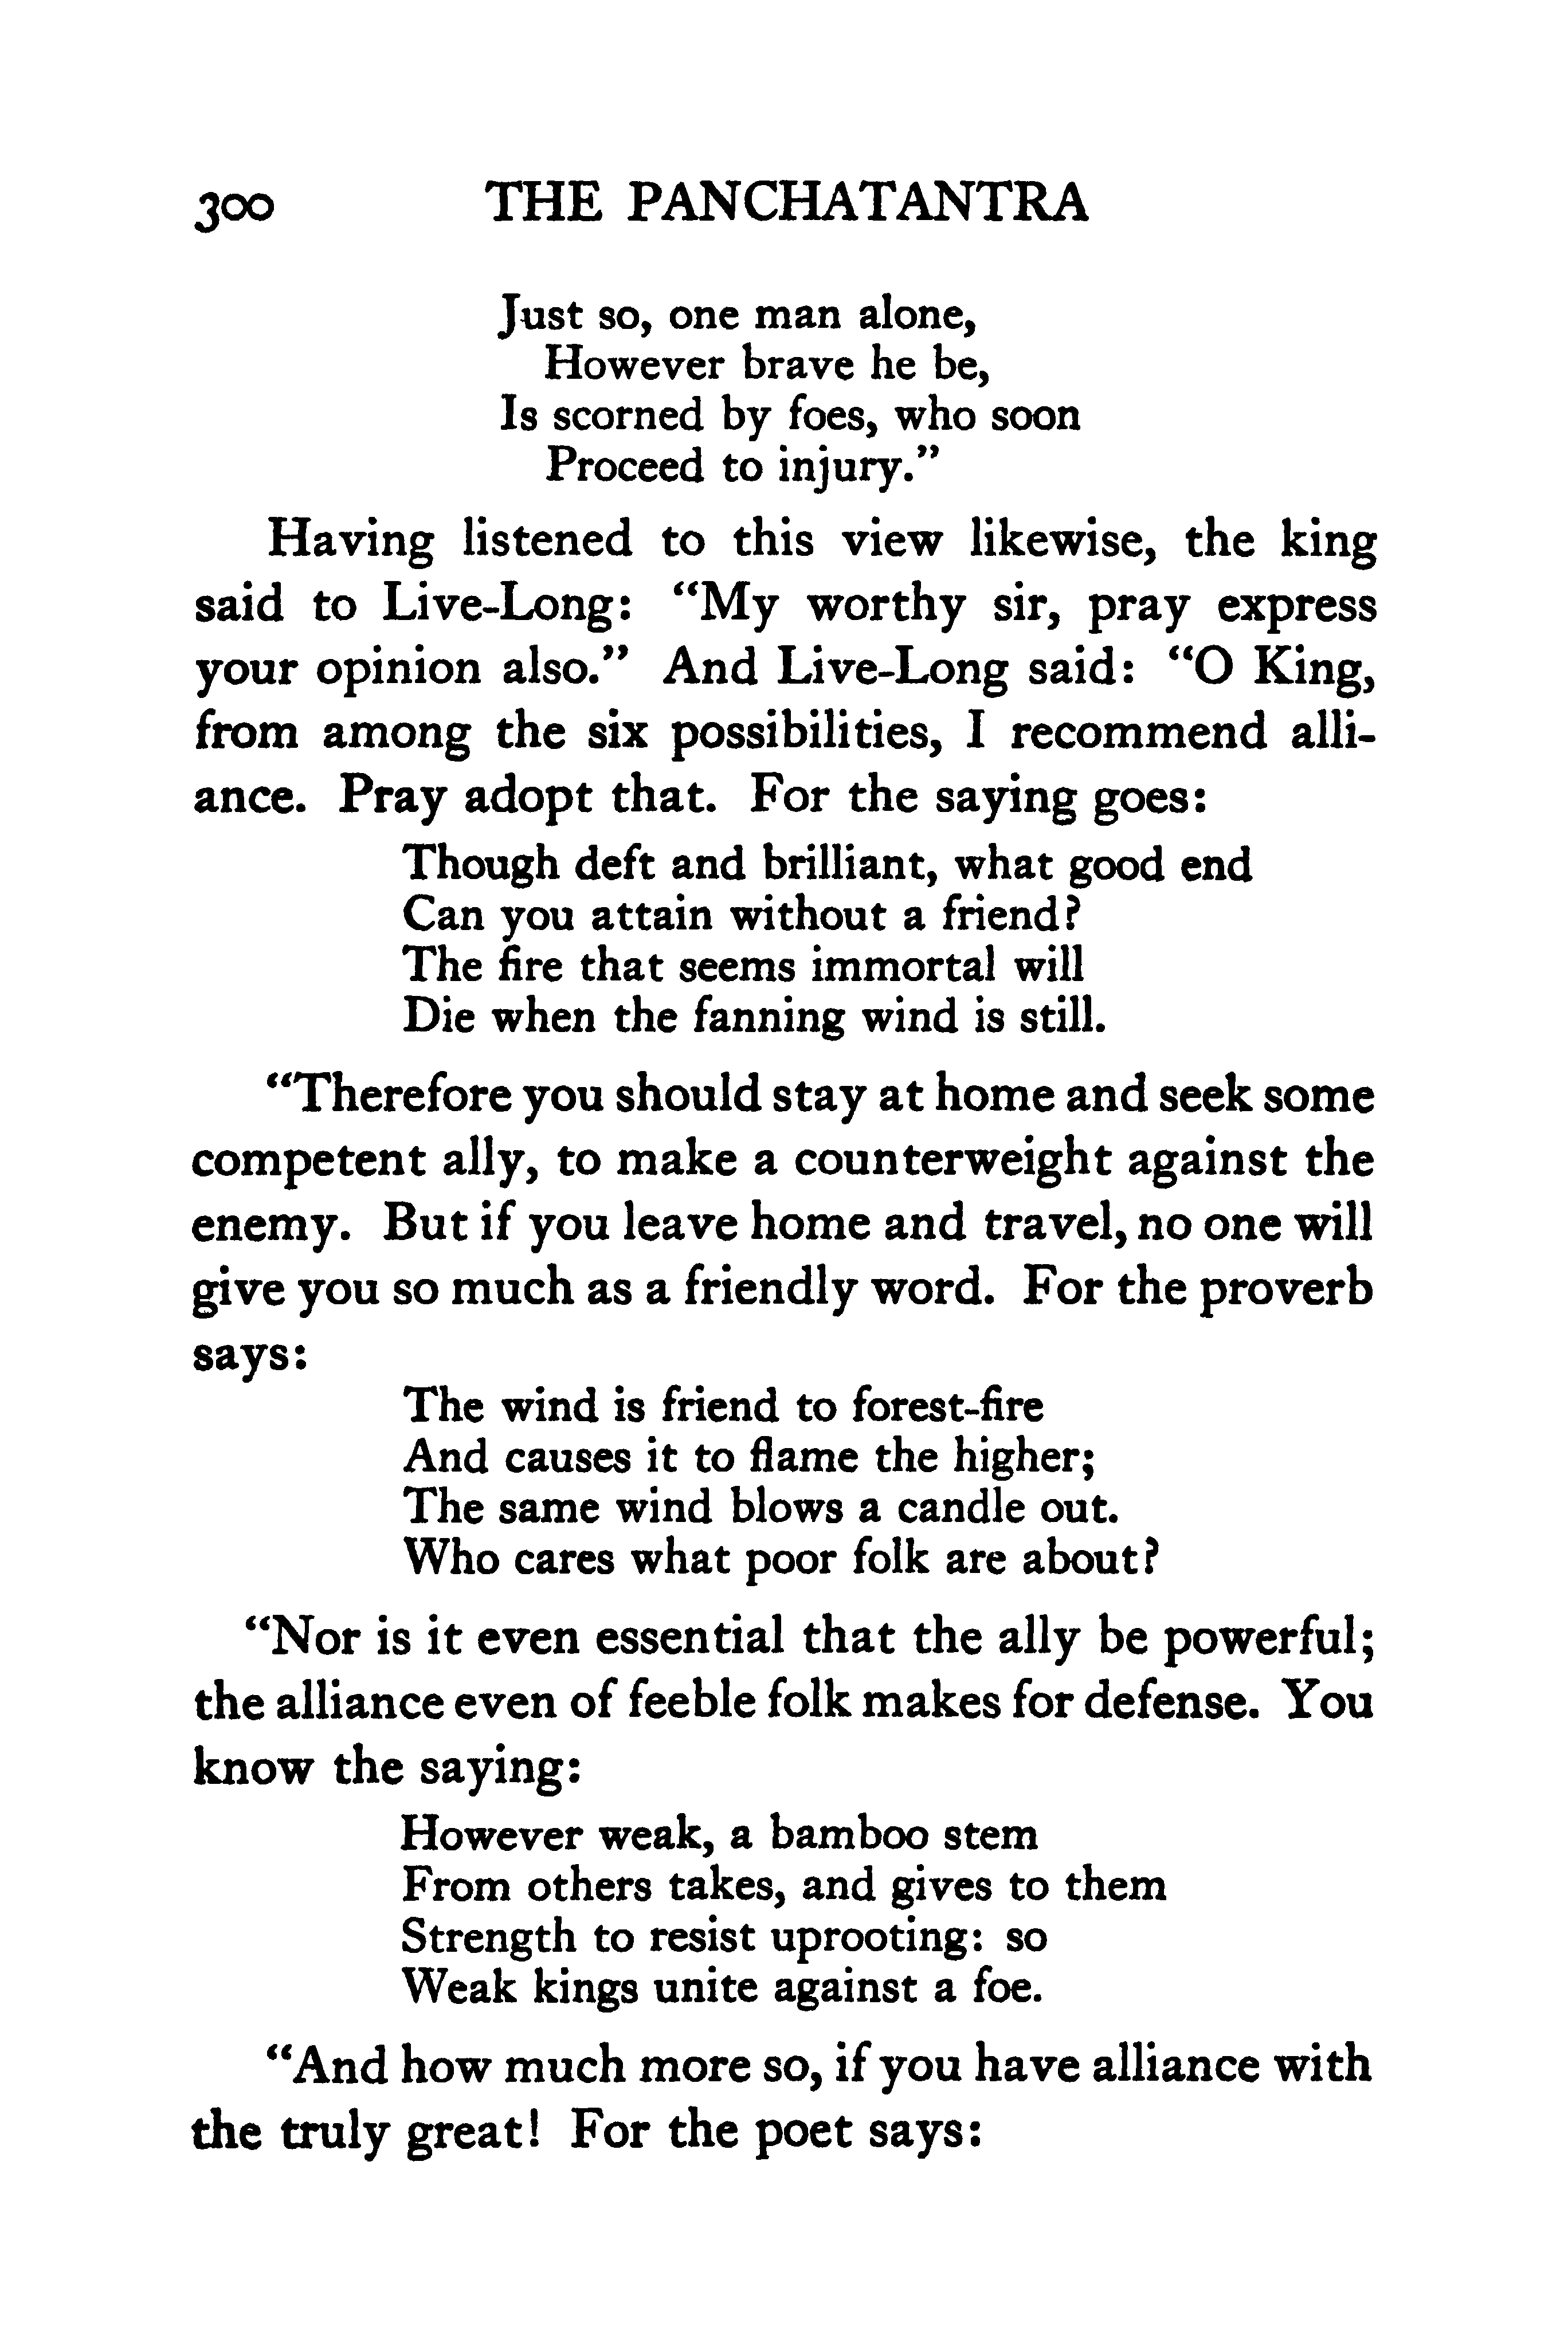 300 THE PANCHATANTRA
Just so, one man alone,
However brave he be,
Is scorned by foes, who soon
Proceed to injury.”
Having listened to this view likewise, the king
said to Live-Long: “My worthy sir, pray express
your opinion also.” And Live-Long said: “O King,
from among the six possibilities, I recommend alli-
ance. Pray adopt that. For the saying goes:
Though deft and brilliant, what good end
Can you attain without a friend?
The fire that seems immortal will
Die when the fanning wind is still.
“Therefore you should stay at home and seek some
competent ally, to make a counterweight against the
enemy. But if you leave home and travel, no one will
give you so much as a friendly word. For the proverb
says:
The wind is friend to forest-fire
And causes it to flame the higher;
The same wind blows a candle out.
Who cares what poor folk are about?
“Nor is it even essential that the ally be powerful;
the alliance even of feeble folk makes for defense. You
know the saying:
However weak, a bamboo stem
From others takes, and gives to them
Strength to resist uprooting: so
Weak kings unite against a foe.
“And how much more so, if you have alliance with
the truly great! For the poet says: